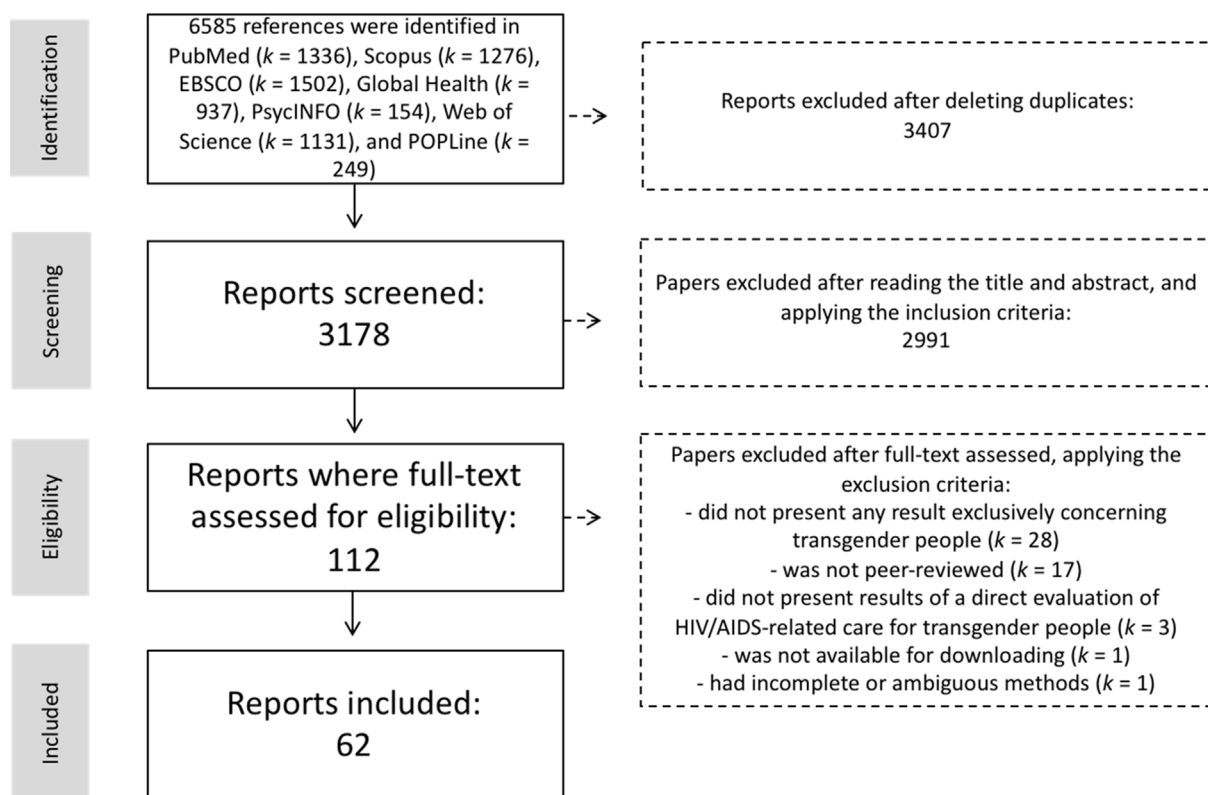 Identification
6585 references were identified in
PubMed (k = 1336), Scopus (k = 1276),
EBSCO (k = 1502), Global Health (k =
937), PsycINFO (k = 154), Web of
Science (k = 1131), and POPLine (k =
249)
Reports excluded after deleting duplicates:
3407
Screening
Reports screened:
3178
Papers excluded after reading the title and abstract, and
applying the inclusion criteria:
2991
Eligibility
Reports where full-text
assessed for eligibility:
112
Papers excluded after full-text assessed, applying the
exclusion criteria:
- did not present any result exclusively concerning
transgender people (k = 28)
- was not peer-reviewed (k = 17)
- did not present results of a direct evaluation of
HIV/AIDS-related care for transgender people (k = 3)
- was not available for downloading (k = 1)
- had incomplete or ambiguous methods (k = 1)
Included
Reports included:
62